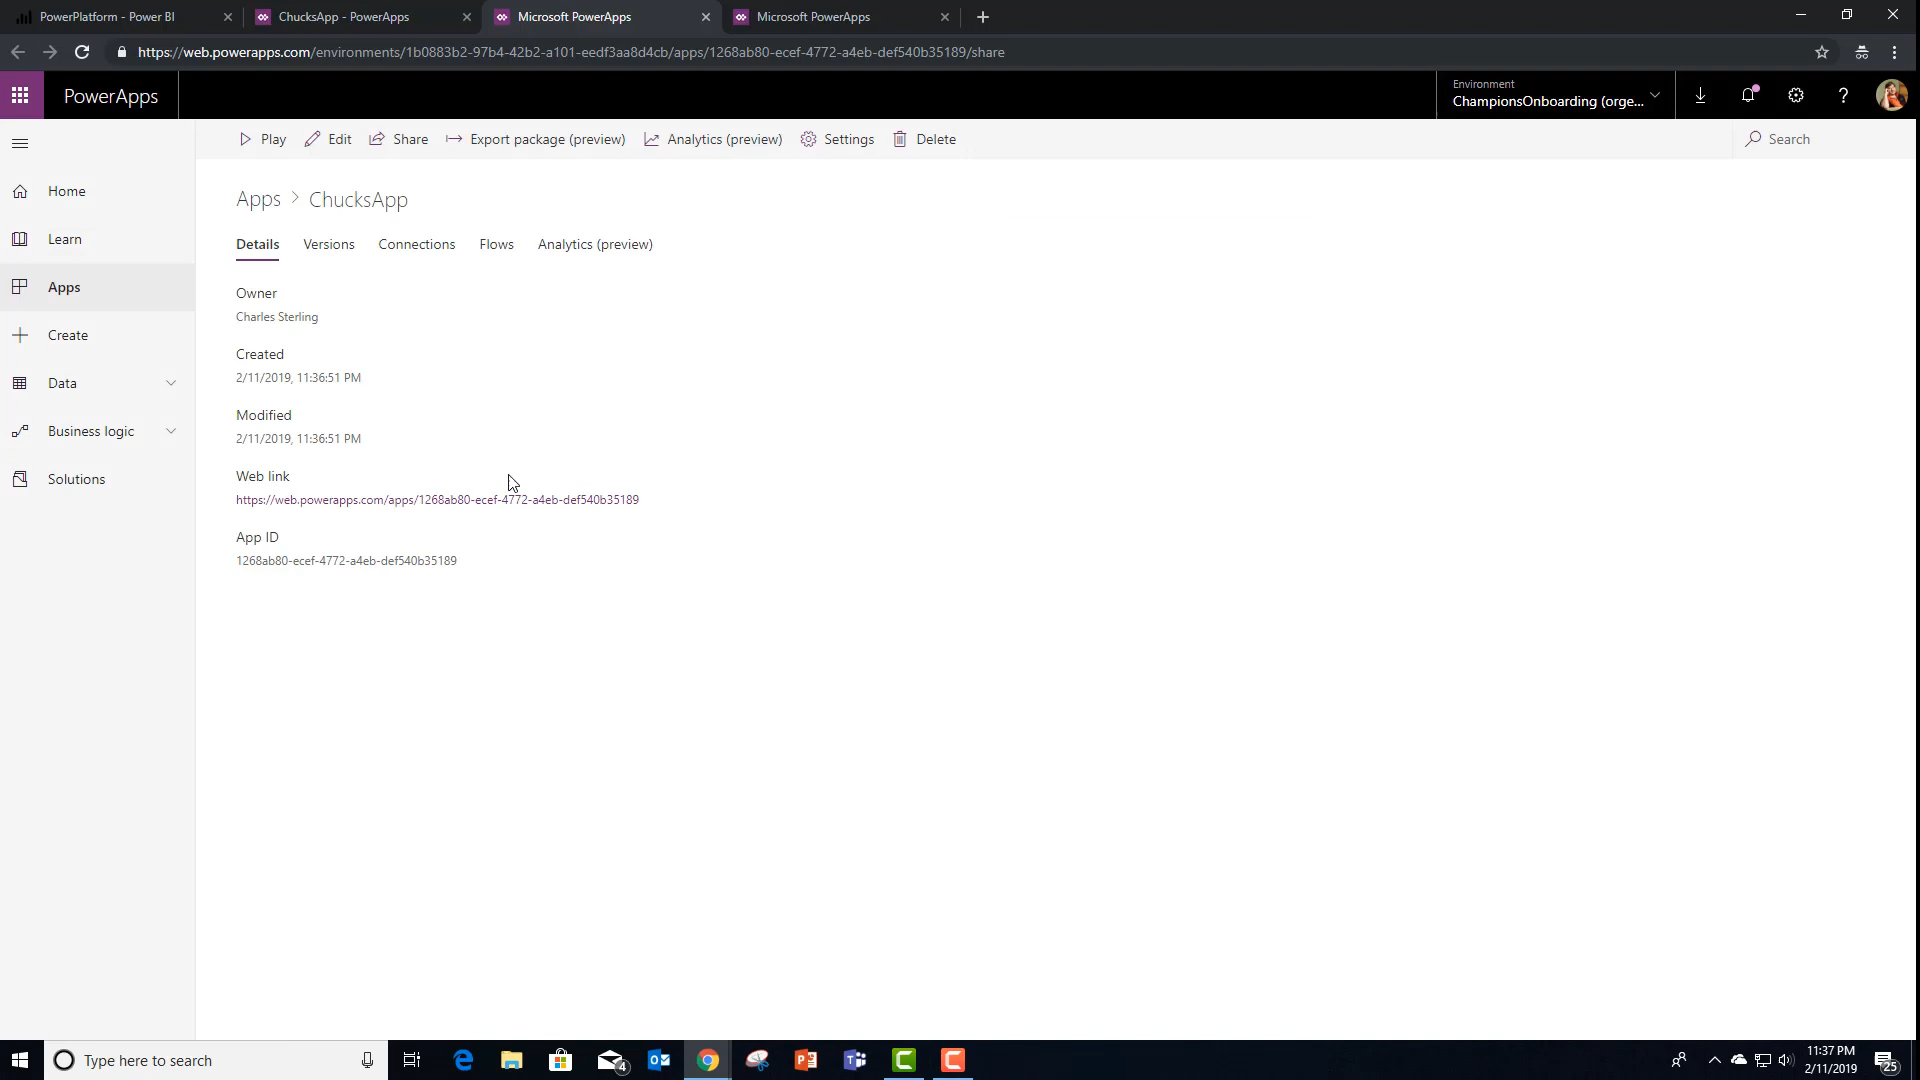 PowerPlatform - Power BI
ChucksApp - PowerApps
Microsoft PowerApps
Microsoft PowerApps
https://web.powerapps.com/environments/1b0883b2-97b4-42b2-a101-eedf3aa8d4cb/apps/1268ab80-ecef-4772-a4eb-def540b35189/share
PowerApps
Environment
ChampionsOnboarding (orge...
Play
Edit
Share
Export package (preview)
Analytics (preview)
Settings
Delete
Search
Home
Learn
Apps
Create
Data
Business logic
Solutions
Apps > ChucksApp
Details
Versions
Connections
Flows
Analytics (preview)
Owner
Charles Sterling
Created
2/11/2019, 11:36:51 PM
Modified
2/11/2019, 11:36:51 PM
Web link
https://web.powerapps.com/apps/1268ab80-ecef-4772-a4eb-def540b35189
App ID
1268ab80-ecef-4772-a4eb-def540b35189
Type here to search
4
11:37 PM
2/11/2019
25